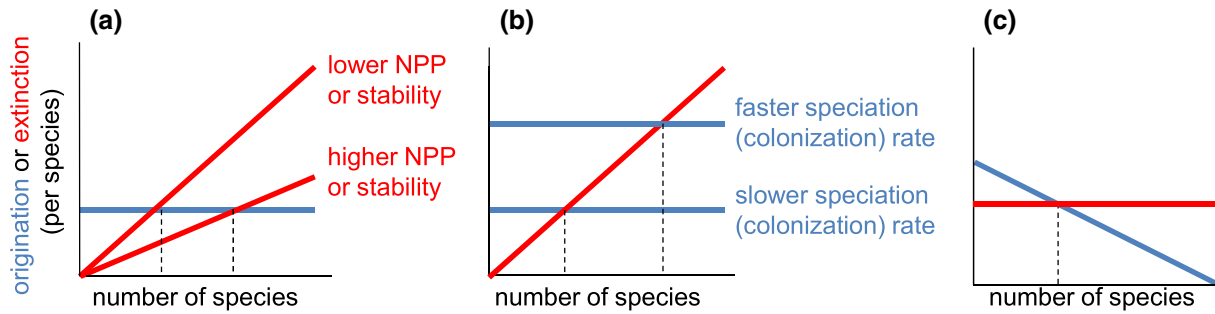 (a)
origination or extinction
(per species)
lower NPP
or stability
higher NPP
or stability
number of species
(b)
faster speciation
(colonization) rate
slower speciation
(colonization) rate
number of species
(c)
number of species